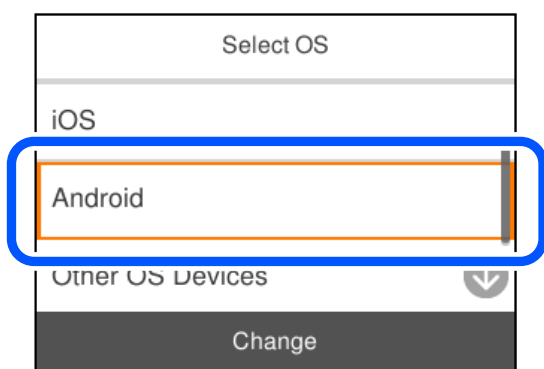 Select OS
iOS
Android
Other OS Devices
Change